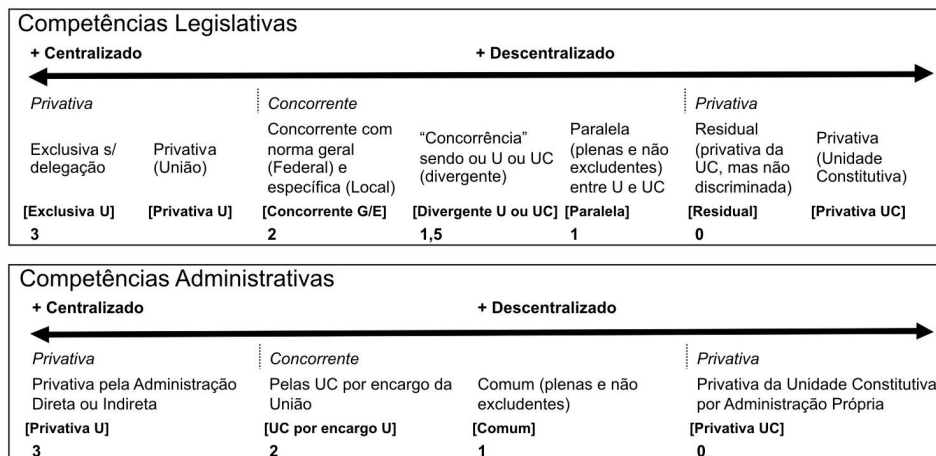 Competências Legislativas
+ Centralizado + Descentralizado
Privativa Concorrente Privativa
Exclusiva s/
delegação
Privativa
(União)
Concorrente com
norma geral
(Federal) e
específica (Local)
“Concorrência”
sendo ou U ou UC
(divergente)
Paralela
(plenas e não
excludentes)
entre U e UC
Residual
(privativa da
UC, mas não
discriminada)
Privativa
(Unidade
Constitutiva)
[Exclusiva U] [Privativa U] [Concorrente G/E] [Divergente U ou UC] [Paralela] [Residual] [Privativa UC]
3 2 1,5 1 0
Competências Administrativas
+ Centralizado + Descentralizado
Privativa Concorrente Privativa
Privativa pela Administração
Direta ou Indireta
Pelas UC por encargo da
União
Comum (plenas e não
excludentes)
Privativa da Unidade Constitutiva
por Administração Própria
[Privativa U] [UC por encargo U] [Comum] [Privativa UC]
3 2 1 0